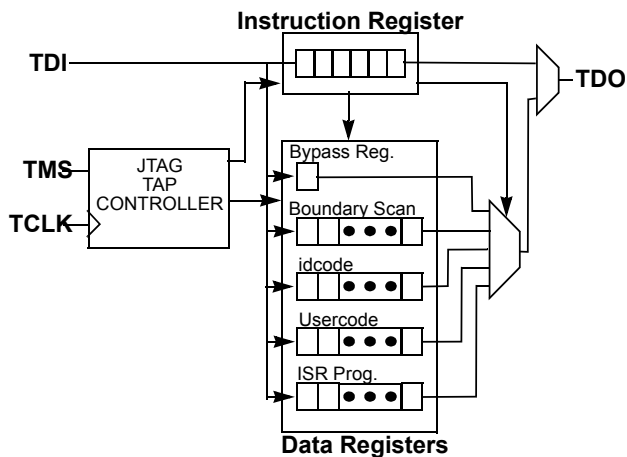 Instruction Register
TDI
TDO
TMS
TCLK
JTAG
TAP
CONTROLLER
Bypass Reg.
Boundary Scan
idcode
Usercode
ISR Prog.
Data Registers